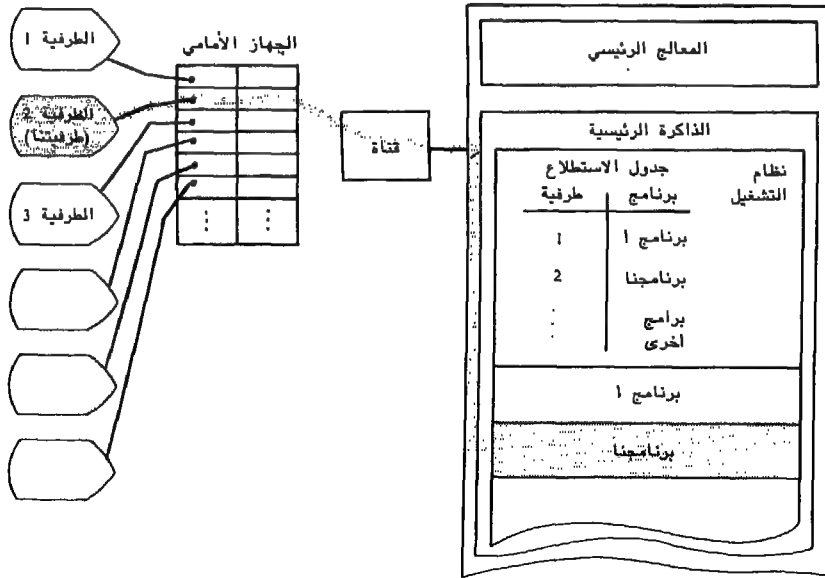 الطرفية 1
الطرفية 2
(طرفيتنا)
الطرفية 3
الجهاز الأمامي
قناة
المعالج الرئيسي
الذاكرة الرئيسية
نظام
التشغيل
جدول الاستطلاع
برنامج
طرفية
برنامج 1
1
برنامجنا
2
برامج
اخرى
برنامج 1
برنامجنا